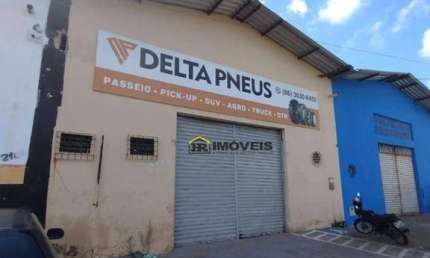 DELTA PNEUS
PASSEIO • PICK-UP • SUV • AGRO • TRUCK • OTR
JR IMÓVEIS